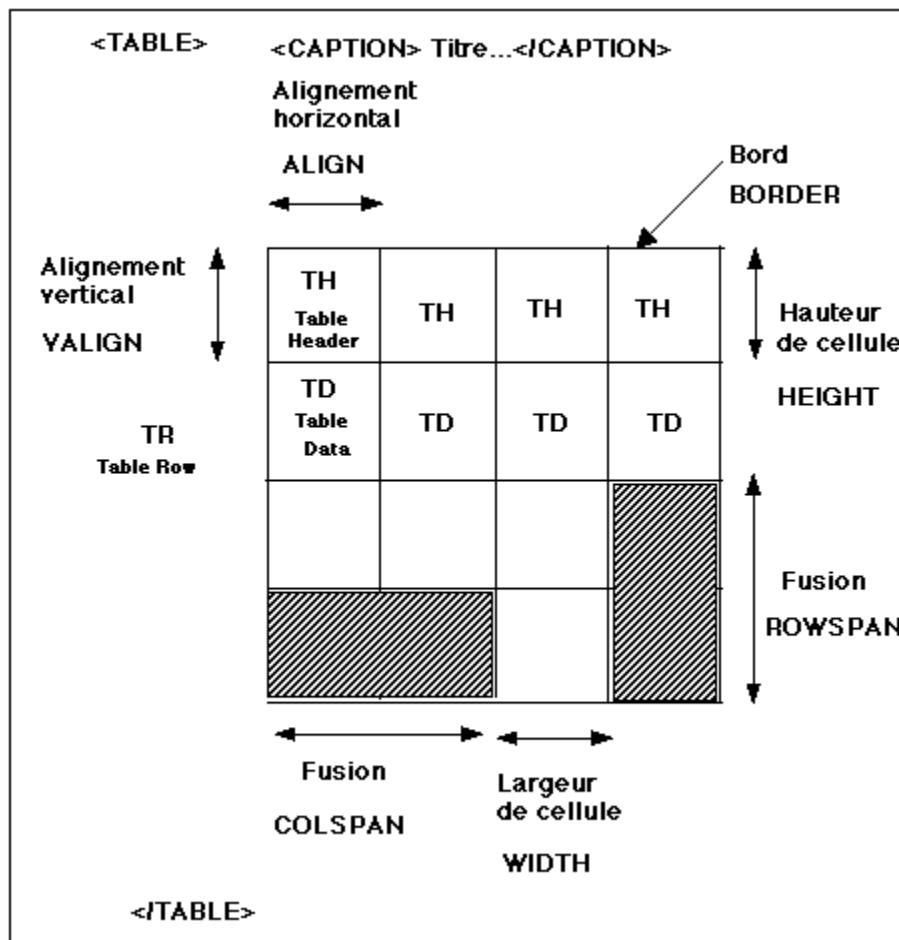 <TABLE>
<CAPTION> Titre...</CAPTION>
Alignement
horizontal
ALIGN
Bord
BORDER
Alignement
vertical
VALIGN
TH
Table
Header
TH
TH
TH
Hauteur
de cellule
HEIGHT
TR
Table Row
TD
Table
Data
TD
TD
TD
Fusion
ROWSPAN
Fusion
COLSPAN
Largeur
de cellule
WIDTH
</TABLE>